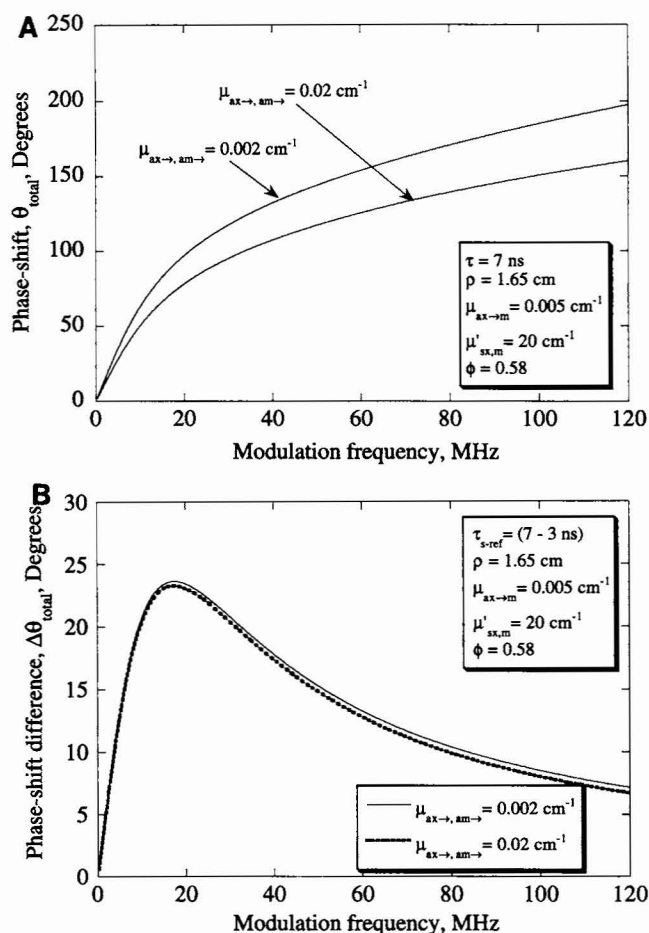 A
250
200
150
100
50
0
Phase-shift, θtotal, Degrees
μax→, am→ = 0.02 cm-1
μax→, am→ = 0.002 cm-1
τ = 7 ns
ρ = 1.65 cm
μax→m = 0.005 cm-1
μ'sx,m = 20 cm-1
ϕ = 0.58
0 20 40 60 80 100 120
Modulation frequency, MHz
B
30
25
20
15
10
5
0
Phase-shift difference, Δθtotal, Degrees
τs-ref = (7 - 3 ns)
ρ = 1.65 cm
μax→m = 0.005 cm-1
μ'sx,m = 20 cm-1
ϕ = 0.58
μax→, am→ = 0.002 cm-1
μax→, am→ = 0.02 cm-1
0 20 40 60 80 100 120
Modulation frequency, MHz